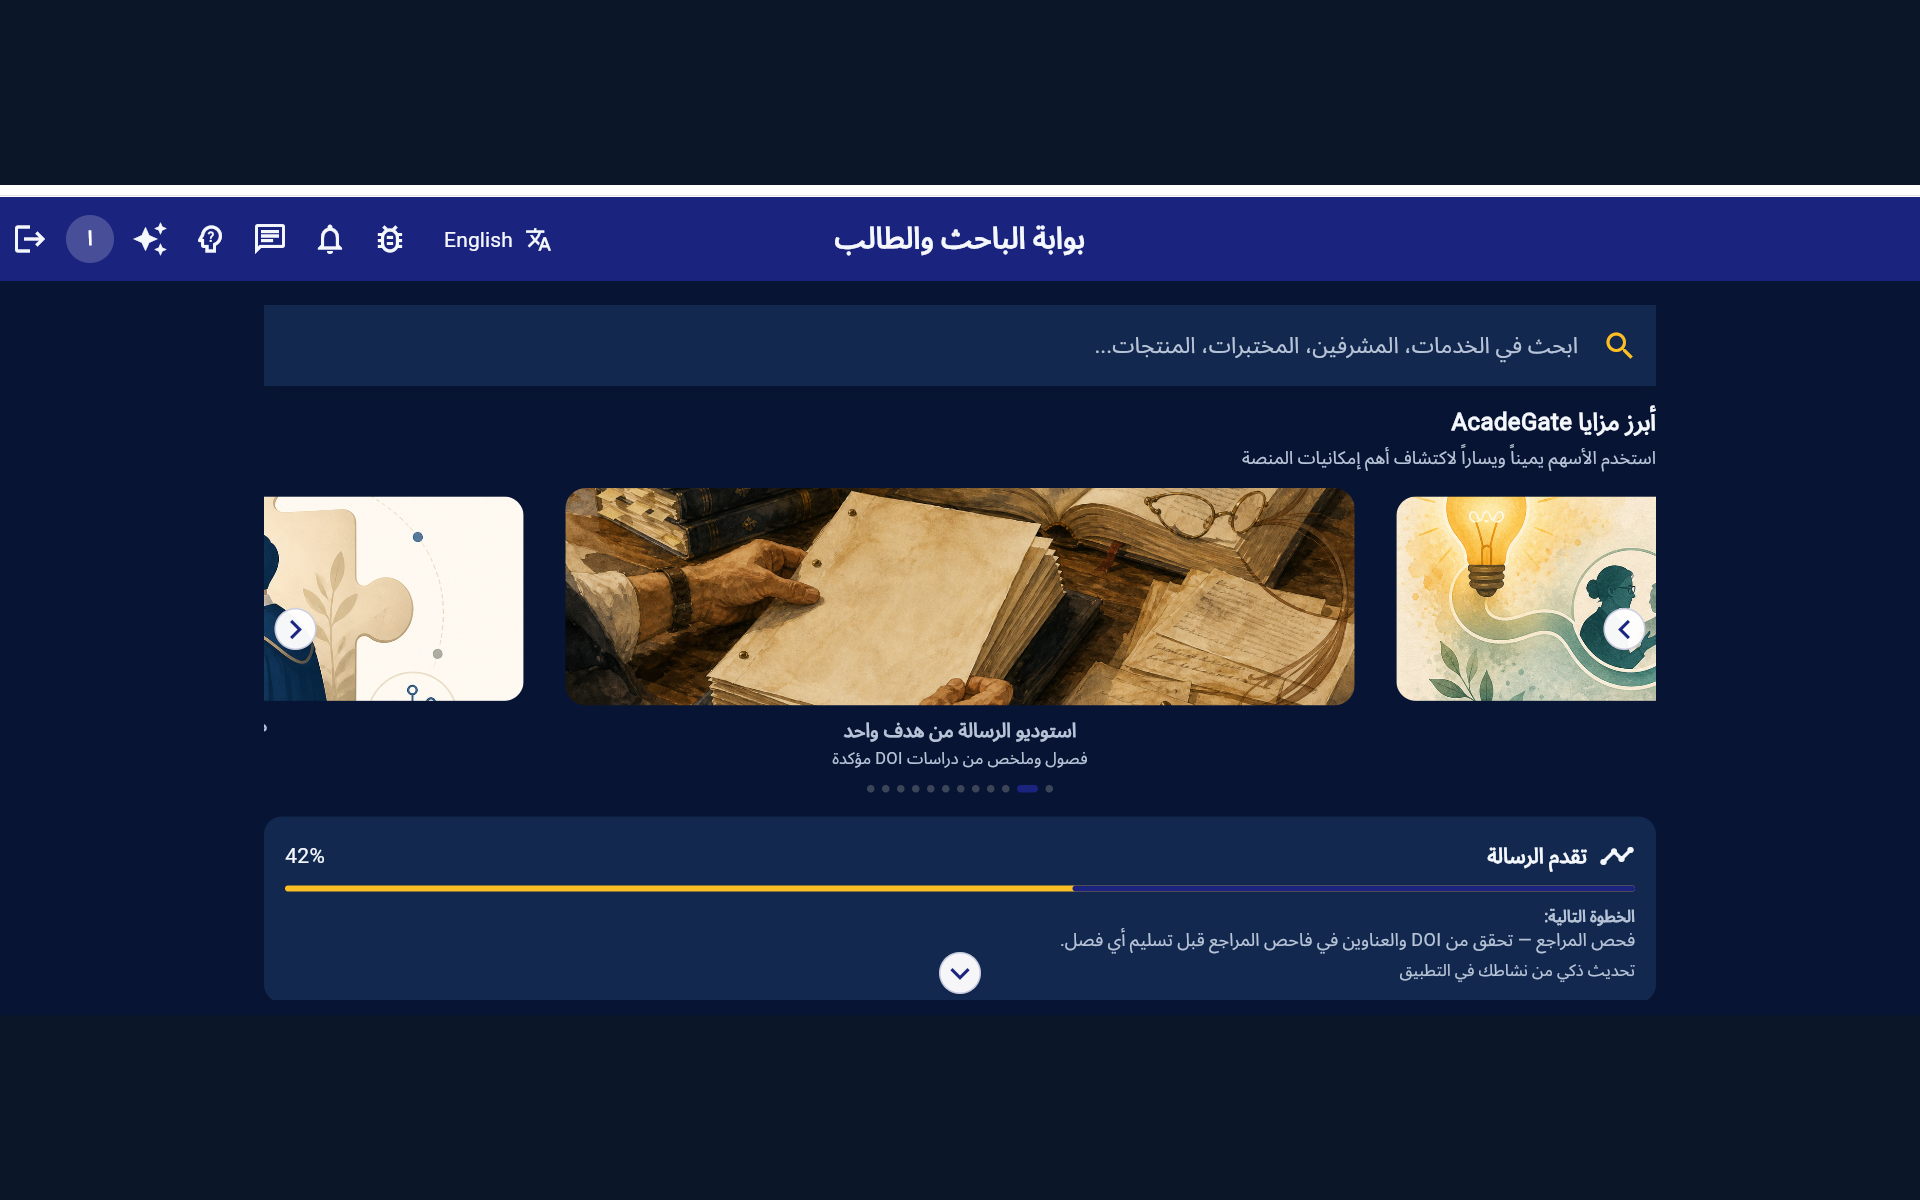 بوابة الباحث والطالب
English
ا
ابحث في الخدمات، المشرفين، المختبرات، المنتجات...
أبرز مزايا AcadeGate
استخدم الأسهم يميناً ويساراً لاكتشاف أهم إمكانيات المنصة
استوديو الرسالة من هدف واحد
فصول وملخص من دراسات DOI مؤكدة
تقدم الرسالة
42%
الخطوة التالية:
فحص المراجع — تحقق من DOI والعناوين في فاحص المراجع قبل تسليم أي فصل.
تحديث ذكي من نشاطك في التطبيق